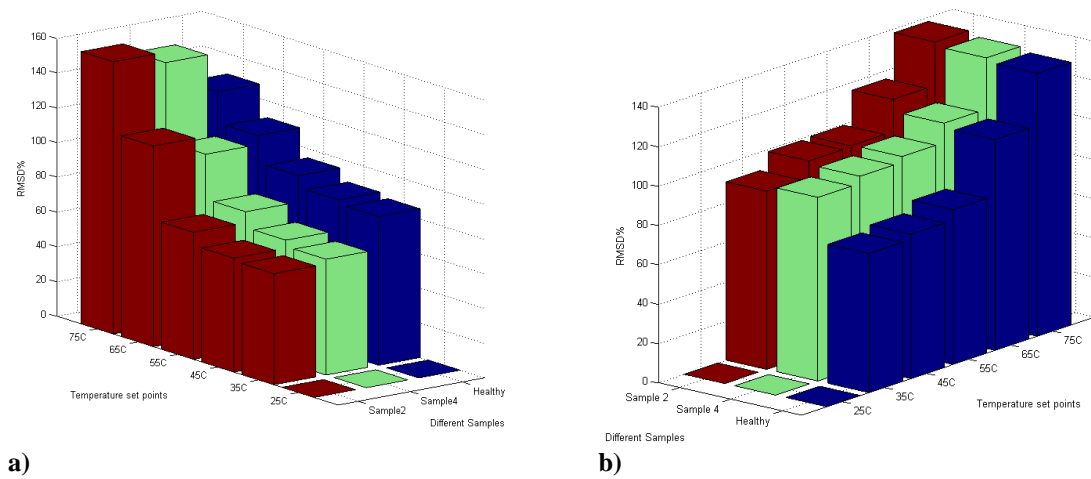 160
140
120
100
80
60
40
20
0
RMSD%
75C
65C
55C
45C
35C
25C
Temperature set points
Sample2
Sample4
Healthy
Different Samples
a)
140
120
100
80
60
40
20
0
RMSD%
Sample 2
Sample 4
Healthy
Different Samples
25C
35C
45C
55C
65C
75C
Temperature set points
b)